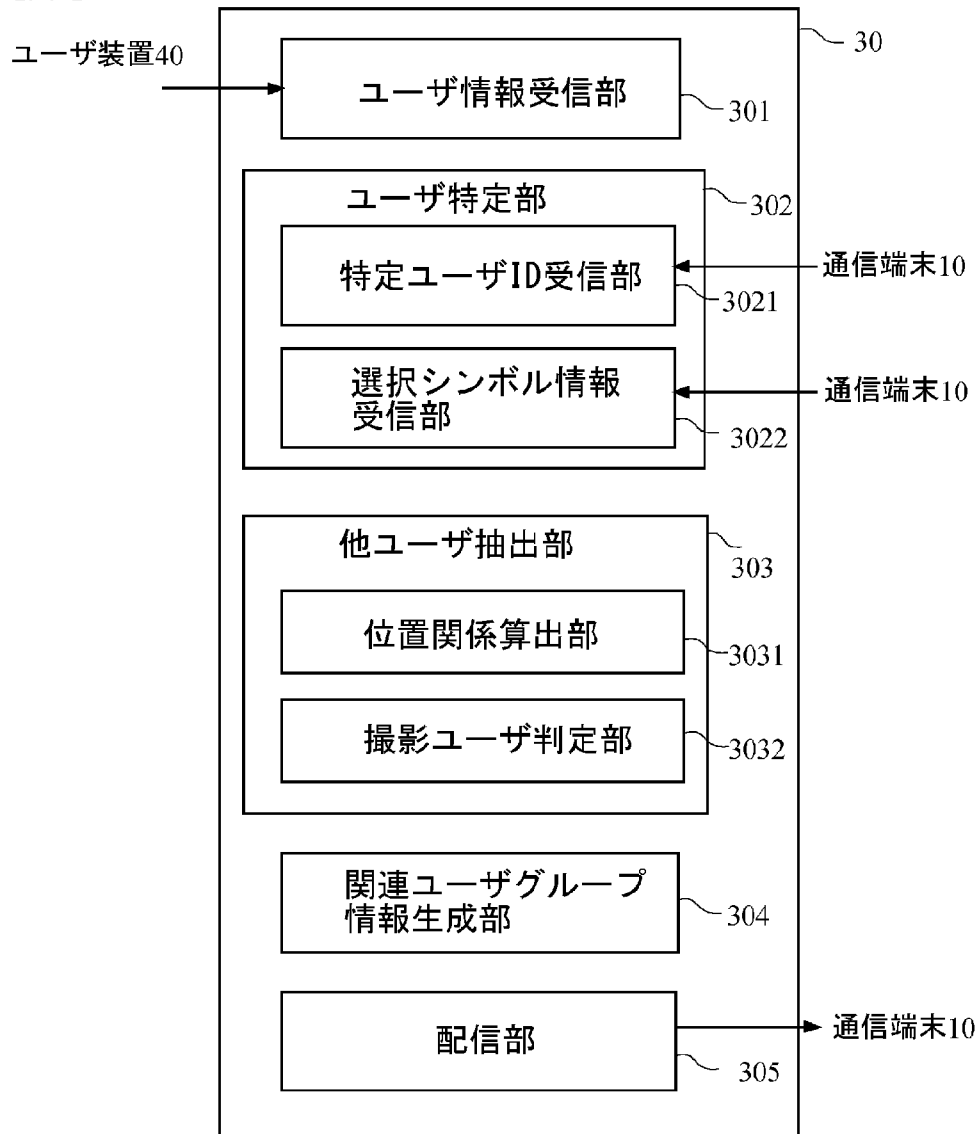 30
ユーザ装置40
ユーザ情報受信部
301
ユーザ特定部
302
特定ユーザID受信部
通信端末10
3021
選択シンボル情報
受信部
通信端末10
3022
他ユーザ抽出部
303
位置関係算出部
3031
撮影ユーザ判定部
3032
関連ユーザグループ
情報生成部
304
配信部
通信端末10
305